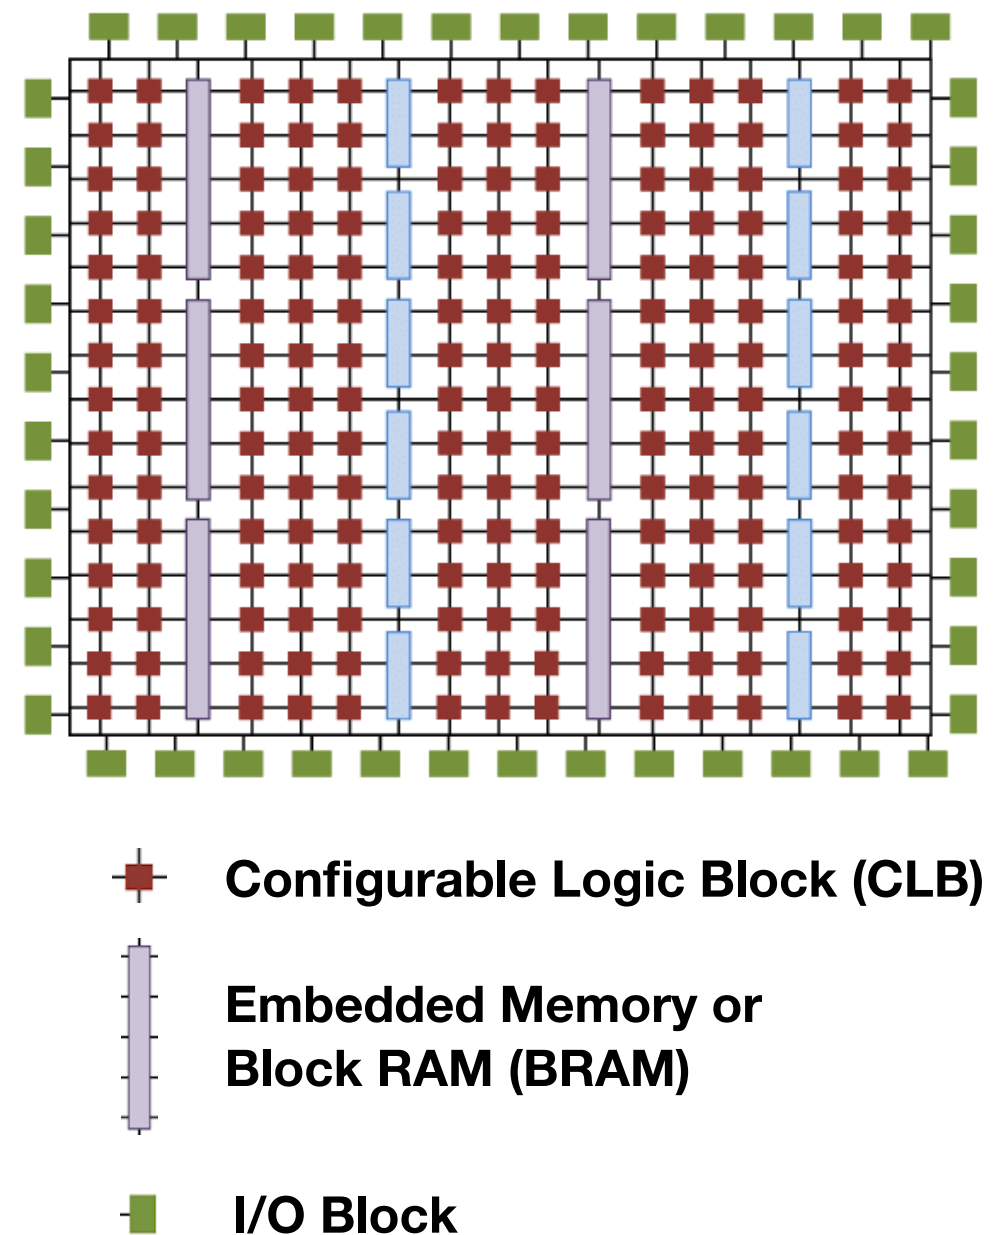 Configurable Logic Block (CLB)
Embedded Memory or
Block RAM (BRAM)
I/O Block